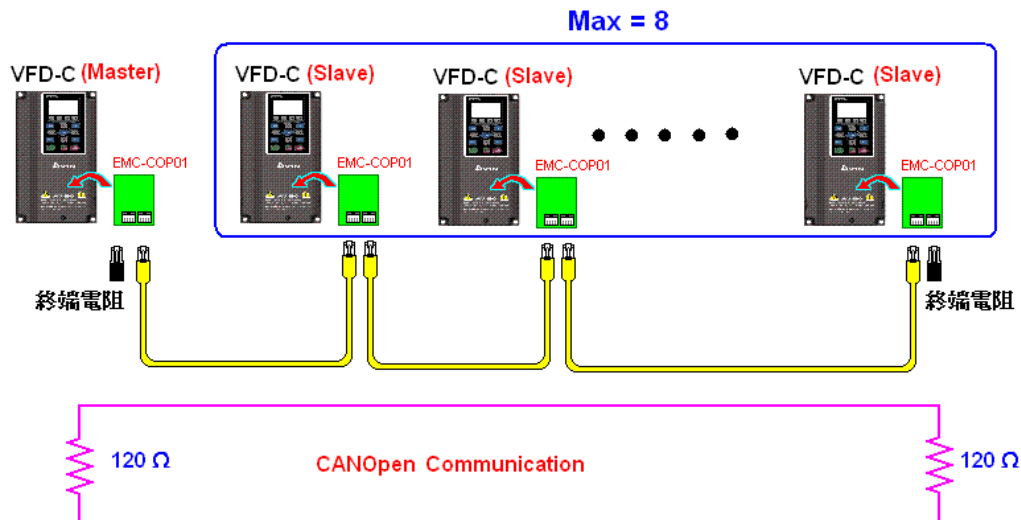 Max = 8
VFD-C (Master)
VFD-C (Slave)
VFD-C (Slave)
VFD-C (Slave)
EMC-COP01
EMC-COP01
EMC-COP01
EMC-COP01
終端電阻
終端電阻
120 Ω
CANOpen Communication
120 Ω